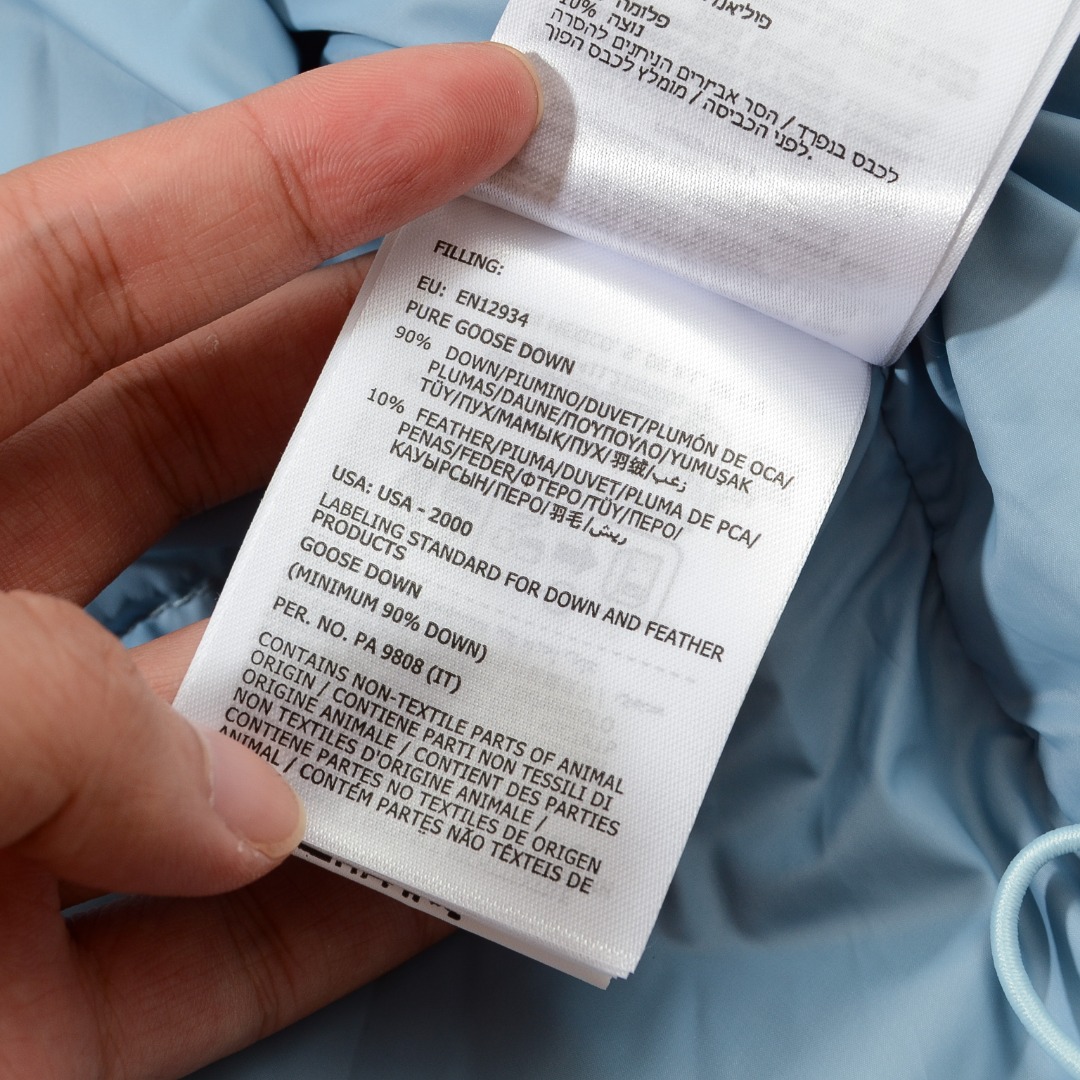 פלומה
10% נוצה
לכבס בנפרד / הסר אביזרים הניתנים להסרה
לפני הכביסה / מומלץ לכבס הפוך.
FILLING:
EU: EN12934
PURE GOOSE DOWN
90% DOWN/PIUMINO/DUVET/PLUMÓN DE OCA/
PLUMAS/DAUNE/ΠΟΥΠΟΥΛΟ/YUMUŞAK
TÜY/ПУХ/МАМЫК/ПУХ/羽绒/زغب
10% FEATHER/PIUMA/DUVET/PLUMA DE PCA/
PENAS/FEDER/ΦΤΕΡΟ/TÜY/ПЕРО/
ҚАУЫРСЫН/ПЕРО/羽毛/ريش
USA: USA - 2000
LABELING STANDARD FOR DOWN AND FEATHER
PRODUCTS
GOOSE DOWN
(MINIMUM 90% DOWN)
PER. NO. PA 9808 (IT)
CONTAINS NON-TEXTILE PARTS OF ANIMAL
ORIGIN / CONTIENE PARTI NON TESSILI DI
ORIGINE ANIMALE / CONTIENT DES PARTIES
NON TEXTILES D'ORIGINE ANIMALE /
CONTIENE PARTES NO TEXTILES DE ORIGEN
ANIMAL / CONTÉM PARTES NÃO TÊXTEIS DE